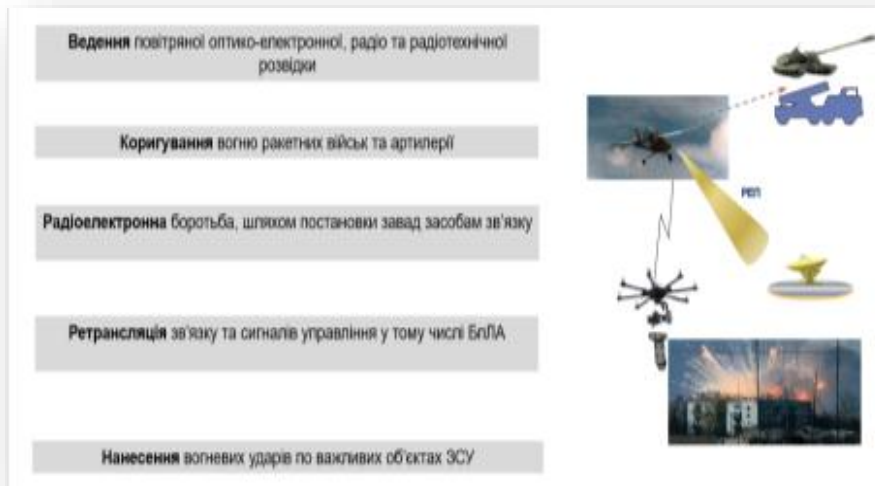 Ведення повітряної оптико-електронної, радіо та радіотехнічної
розвідки
Коригування вогню ракетних військ та артилерії
Радіоелектронна боротьба, шляхом постановки завад засобам зв'язку
Ретрансляція зв'язку та сигналів управління у тому числі БпЛА
Нанесення вогневих ударів по важливих об'єктах ЗСУ
РЕП